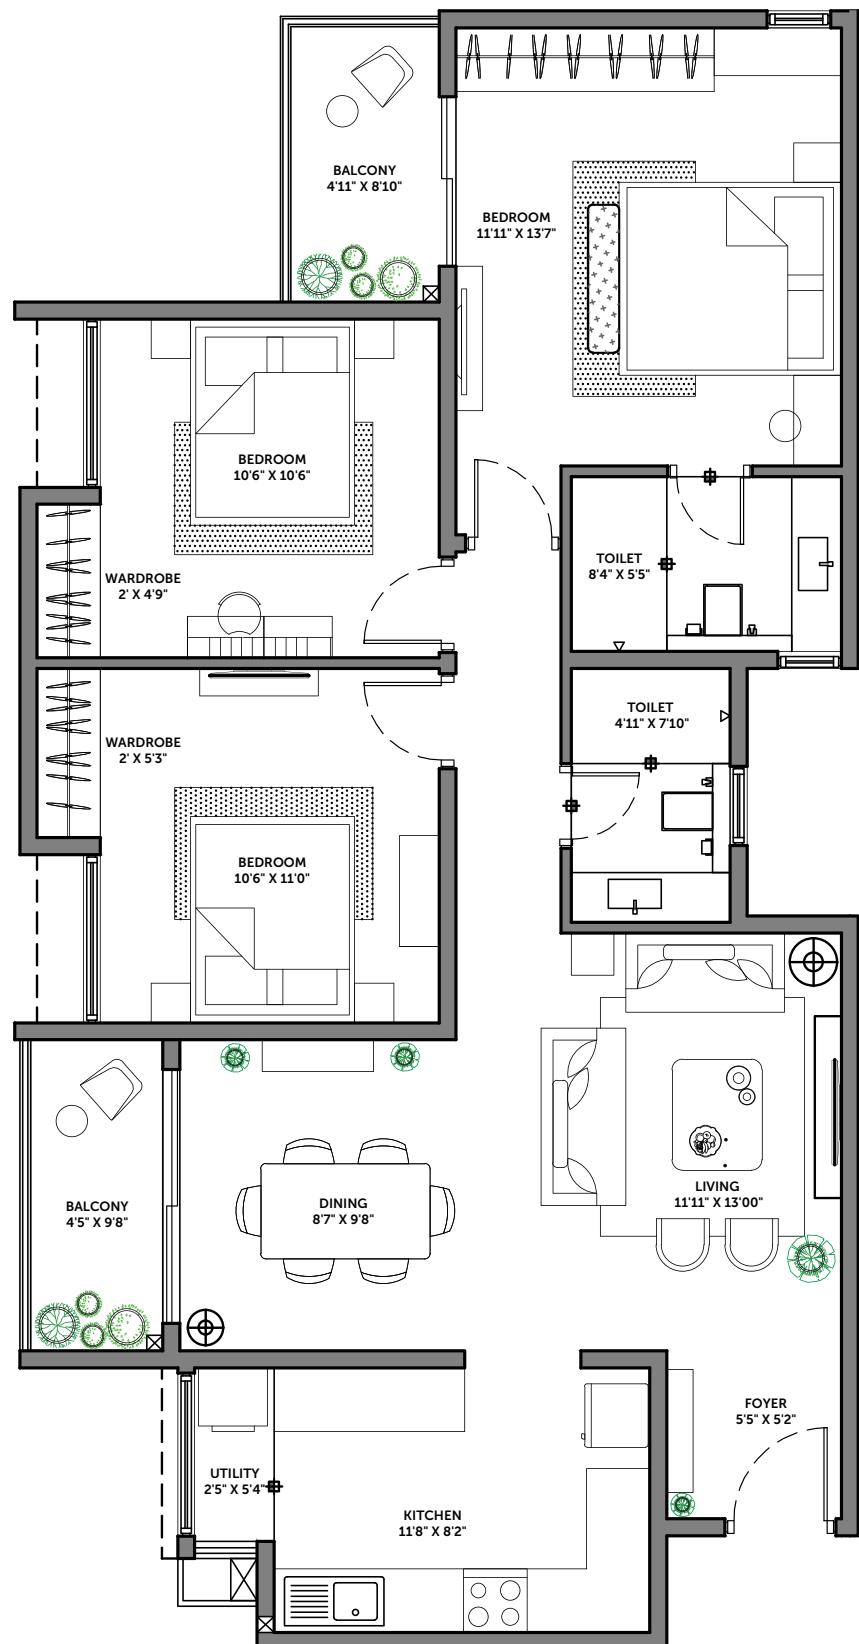 BALCONY
4'11" X 8'10"
BEDROOM
11'11" X 13'7"
BEDROOM
10'6" X 10'6"
WARDROBE
2' X 4'9"
TOILET
8'4" X 5'5"
TOILET
4'11" X 7'10"
WARDROBE
2' X 5'3"
BEDROOM
10'6" X 11'0"
BALCONY
4'5" X 9'8"
DINING
8'7" X 9'8"
LIVING
11'11" X 13'00"
FOYER
5'5" X 5'2"
UTILITY
2'5" X 5'4"
KITCHEN
11'8" X 8'2"